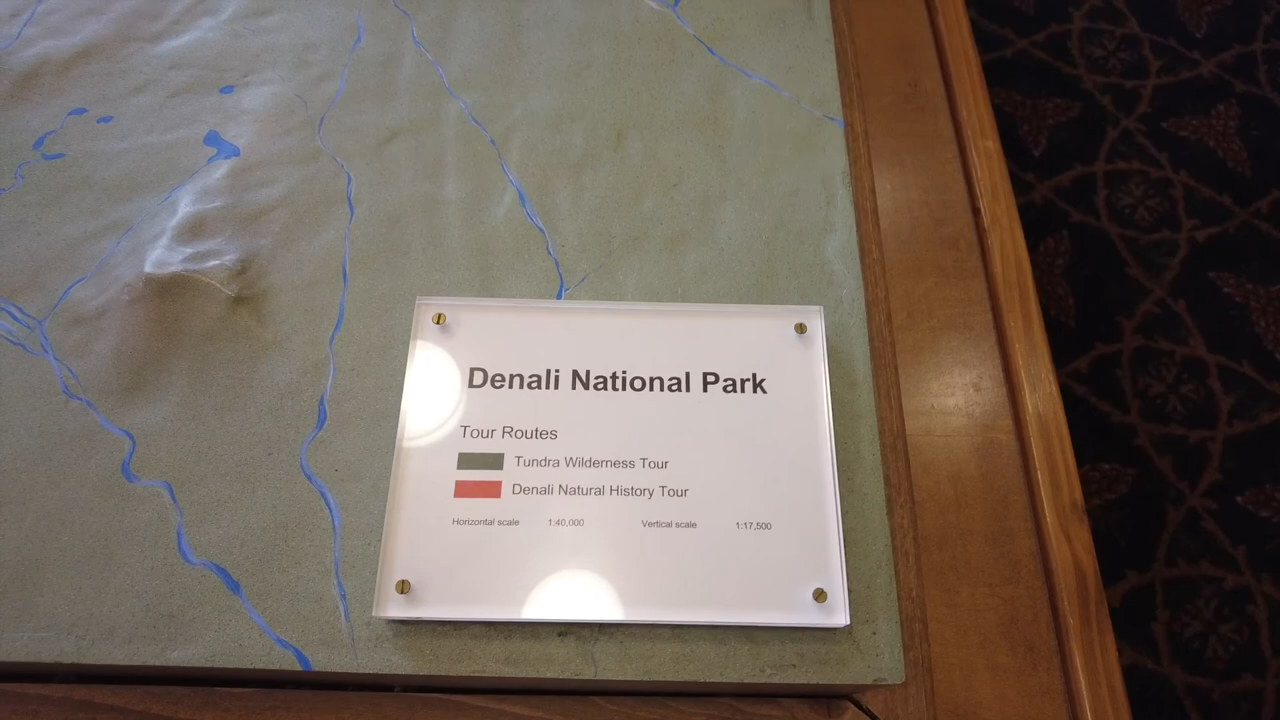 Denali National Park
Tour Routes
Tundra Wilderness Tour
Denali Natural History Tour
Horizontal scale 1:40,000 Vertical scale 1:17,500